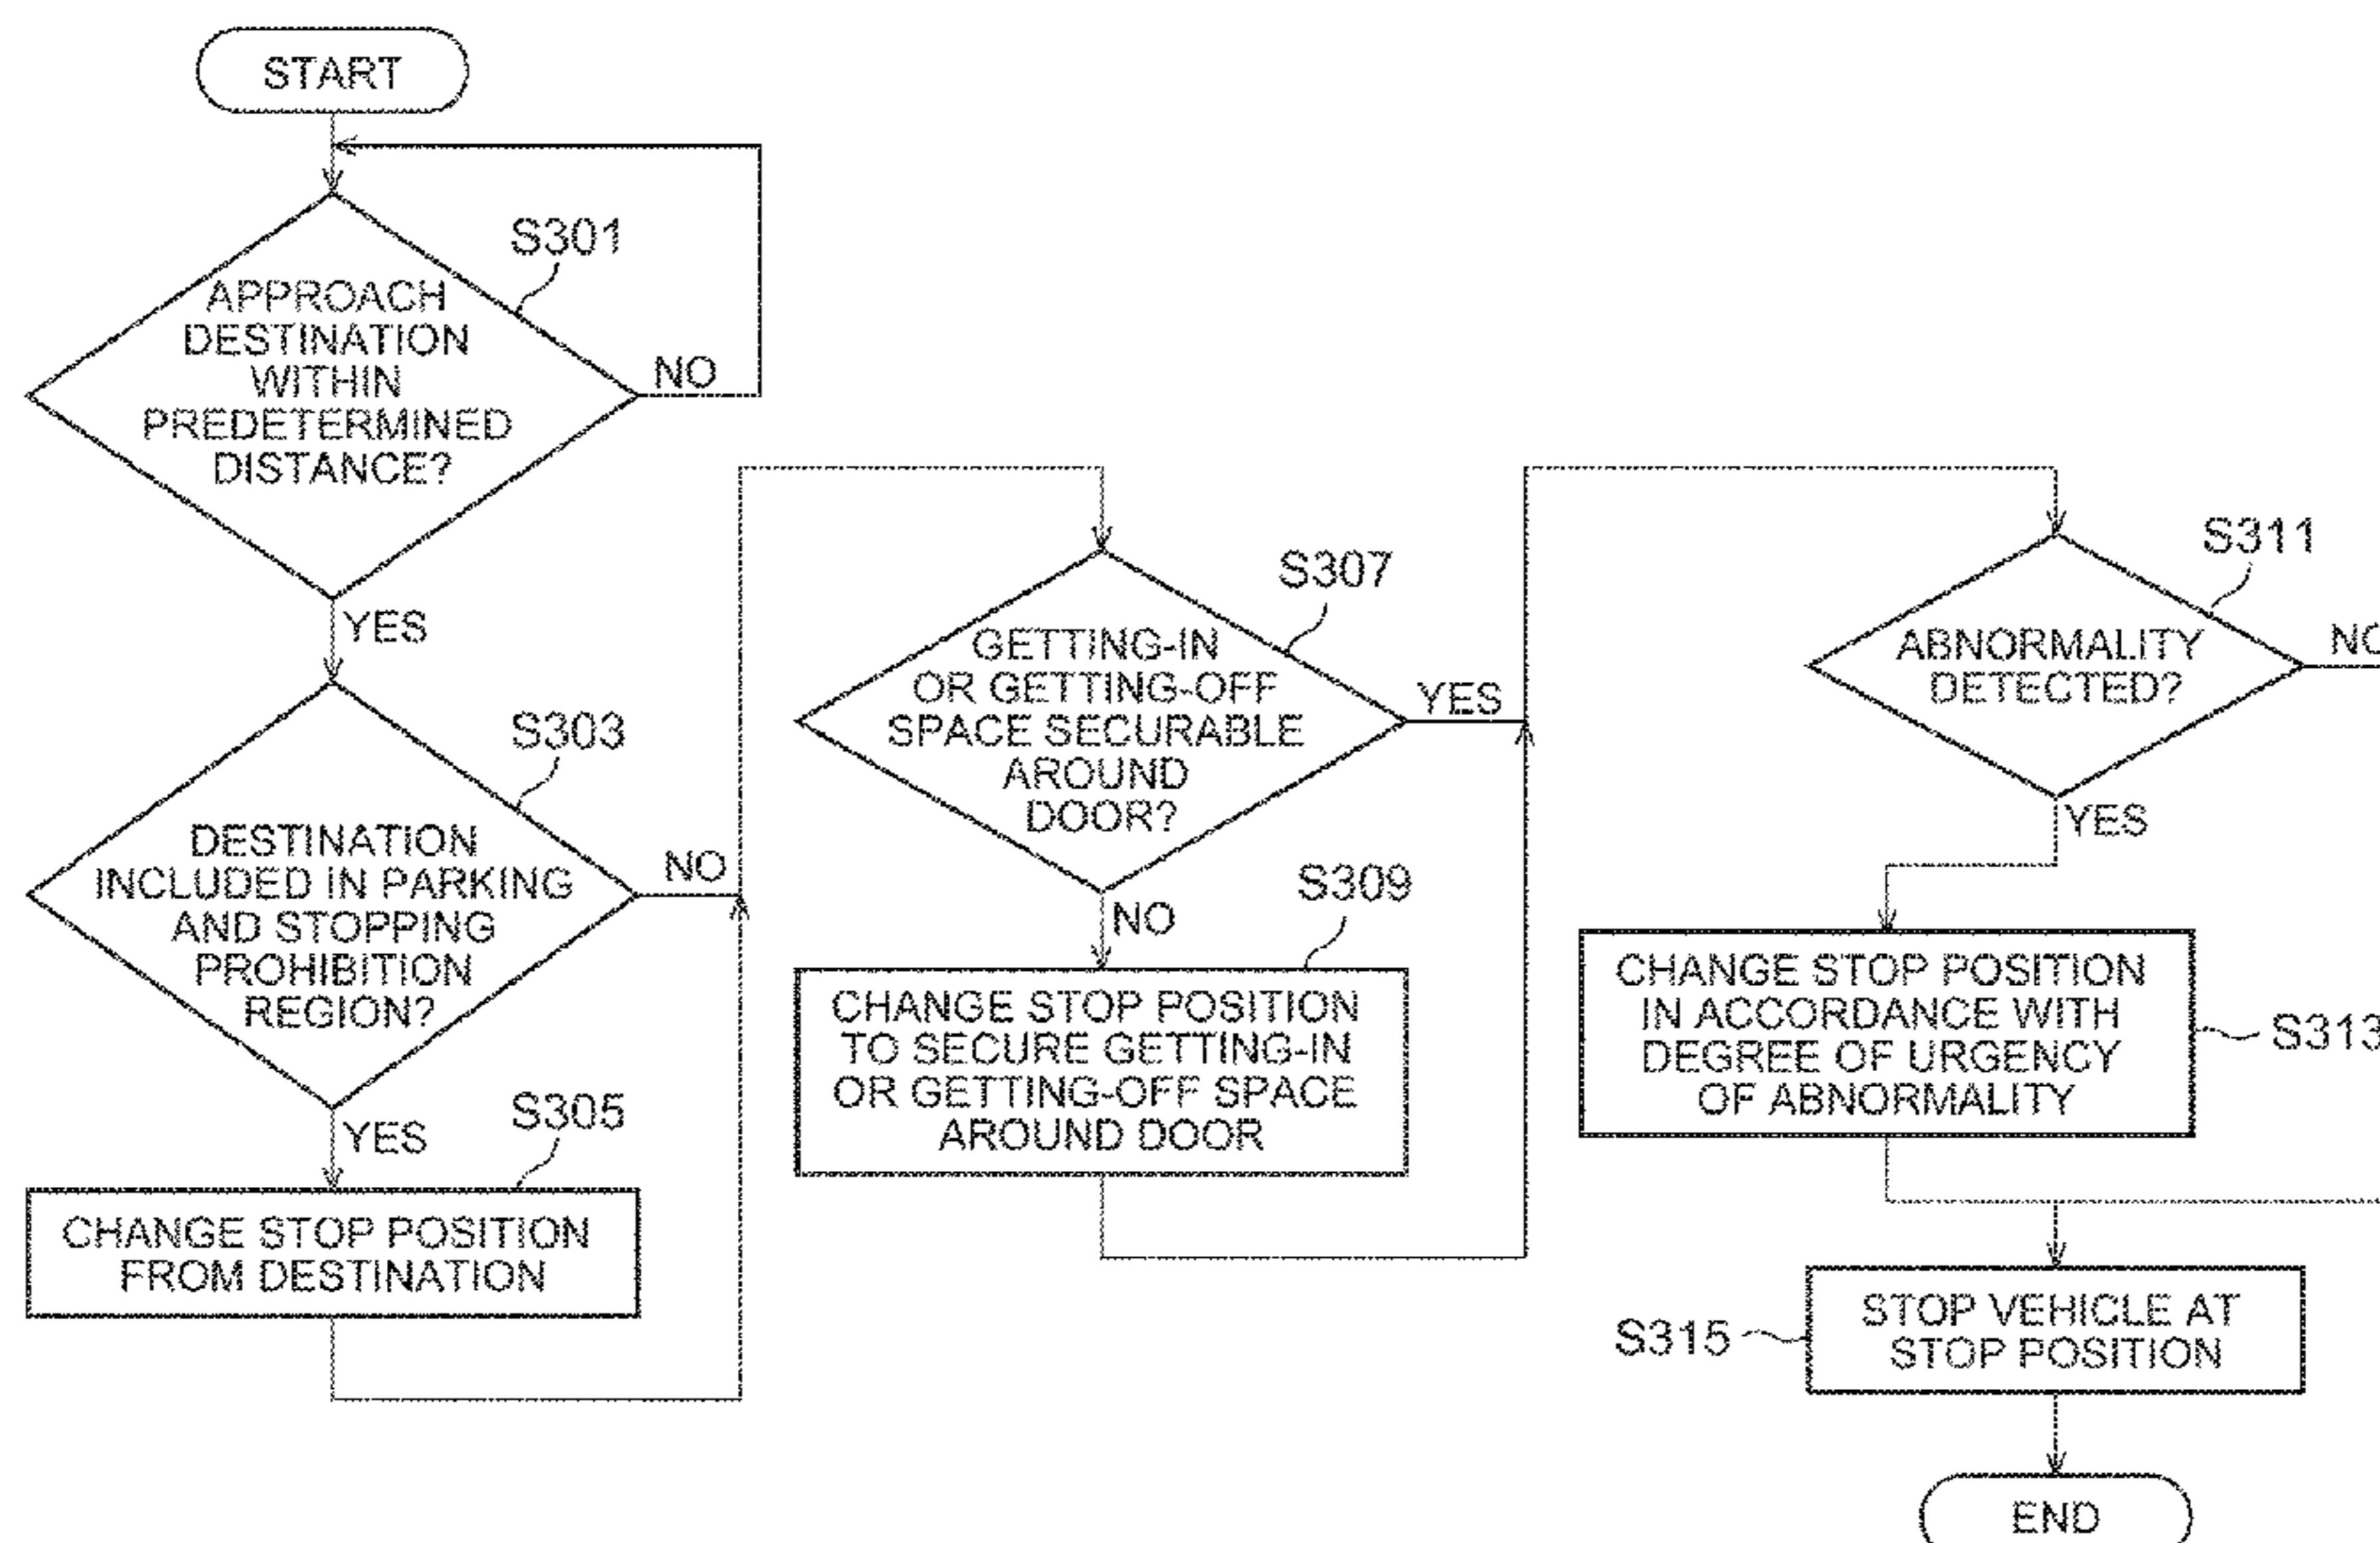 START
S301
APPROACH
DESTINATION
WITHIN
PREDETERMINED
DISTANCE?
NO
YES
S303
DESTINATION
INCLUDED IN PARKING
AND STOPPING
PROHIBITION
REGION?
NO
YES
S305
CHANGE STOP POSITION
FROM DESTINATION
S307
GETTING-IN
OR GETTING-OFF
SPACE SECURABLE
AROUND
DOOR?
YES
NO
S309
CHANGE STOP POSITION
TO SECURE GETTING-IN
OR GETTING-OFF SPACE
AROUND DOOR
S311
ABNORMALITY
DETECTED?
NO
YES
CHANGE STOP POSITION
IN ACCORDANCE WITH
DEGREE OF URGENCY
OF ABNORMALITY
S313
S315
STOP VEHICLE AT
STOP POSITION
END